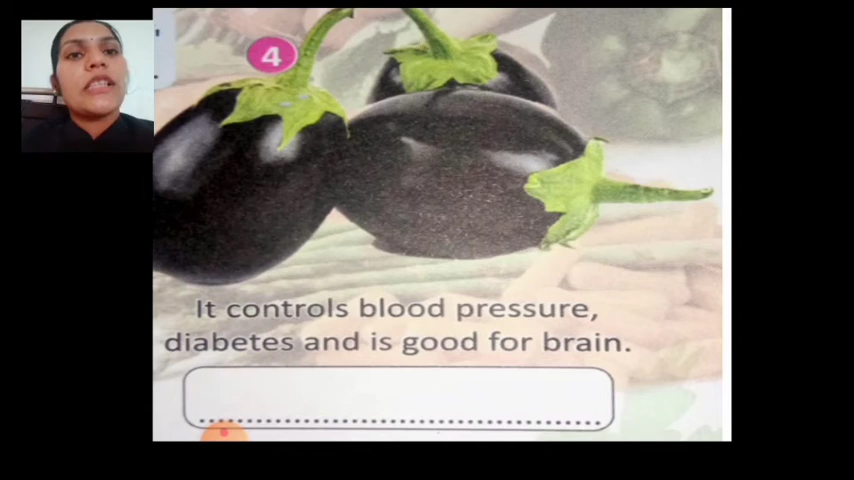 4
It controls blood pressure,
diabetes and is good for brain.